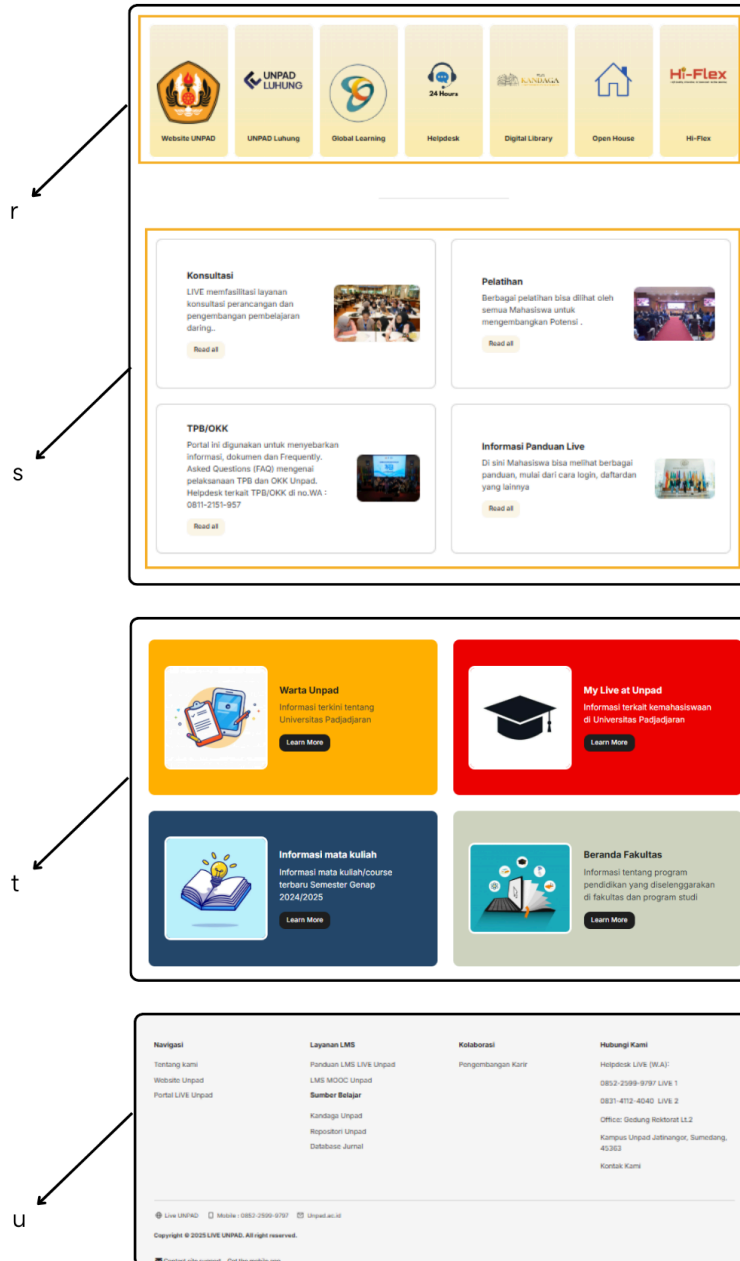 UNPAD
LUHUNG
24 Hours
KANDAGA
Hi-Flex
Website UNPAD
UNPAD Luhung
Global Learning
Helpdesk
Digital Library
Open House
Hi-Flex
r
Konsultasi
LIVE memfasilitasi layanan
konsultasi perancangan dan
pengembangan pembelajaran
daring..
Read all
Pelatihan
Berbagai pelatihan bisa dilihat oleh
semua Mahasiswa untuk
mengembangkan Potensi .
Read all
s
TPB/OKK
Portal ini digunakan untuk menyebarkan
informasi, dokumen dan Frequently.
Asked Questions (FAQ) mengenai
pelaksanaan TPB dan OKK Unpad.
Helpdesk terkait TPB/OKK di no.WA :
0811-2151-957
Read all
Informasi Panduan Live
Di sini Mahasiswa bisa melihat berbagai
panduan, mulai dari cara login, daftardan
yang lainnya
Read all
Warta Unpad
Informasi terkini tentang
Universitas Padjadjaran
Learn More
My Live at Unpad
Informasi terkait kemahasiswaan
di Universitas Padjadjaran
Learn More
t
Informasi mata kuliah
Informasi mata kuliah/course
terbaru Semester Genap
2024/2025
Learn More
Beranda Fakultas
Informasi tentang program
pendidikan yang diselenggarakan
di fakultas dan program studi
Learn More
Navigasi
Tentang kami
Website Unpad
Portal LIVE Unpad
Layanan LMS
Panduan LMS LIVE Unpad
LMS MOOC Unpad
Sumber Belajar
Kandaga Unpad
Repositori Unpad
Database Jurnal
Kolaborasi
Pengembangan Karir
Hubungi Kami
Helpdesk LIVE (W.A):
0852-2599-9797 LIVE 1
0831-4112-4040 LIVE 2
Office: Gedung Rektorat Lt.2
Kampus Unpad Jatinangor, Sumedang,
45363
Kontak Kami
u
Live UNPAD Mobile : 0852-2599-9797 Unpad.ac.id
Copyright © 2025 LIVE UNPAD. All right reserved.
Contact site support Get the mobile app